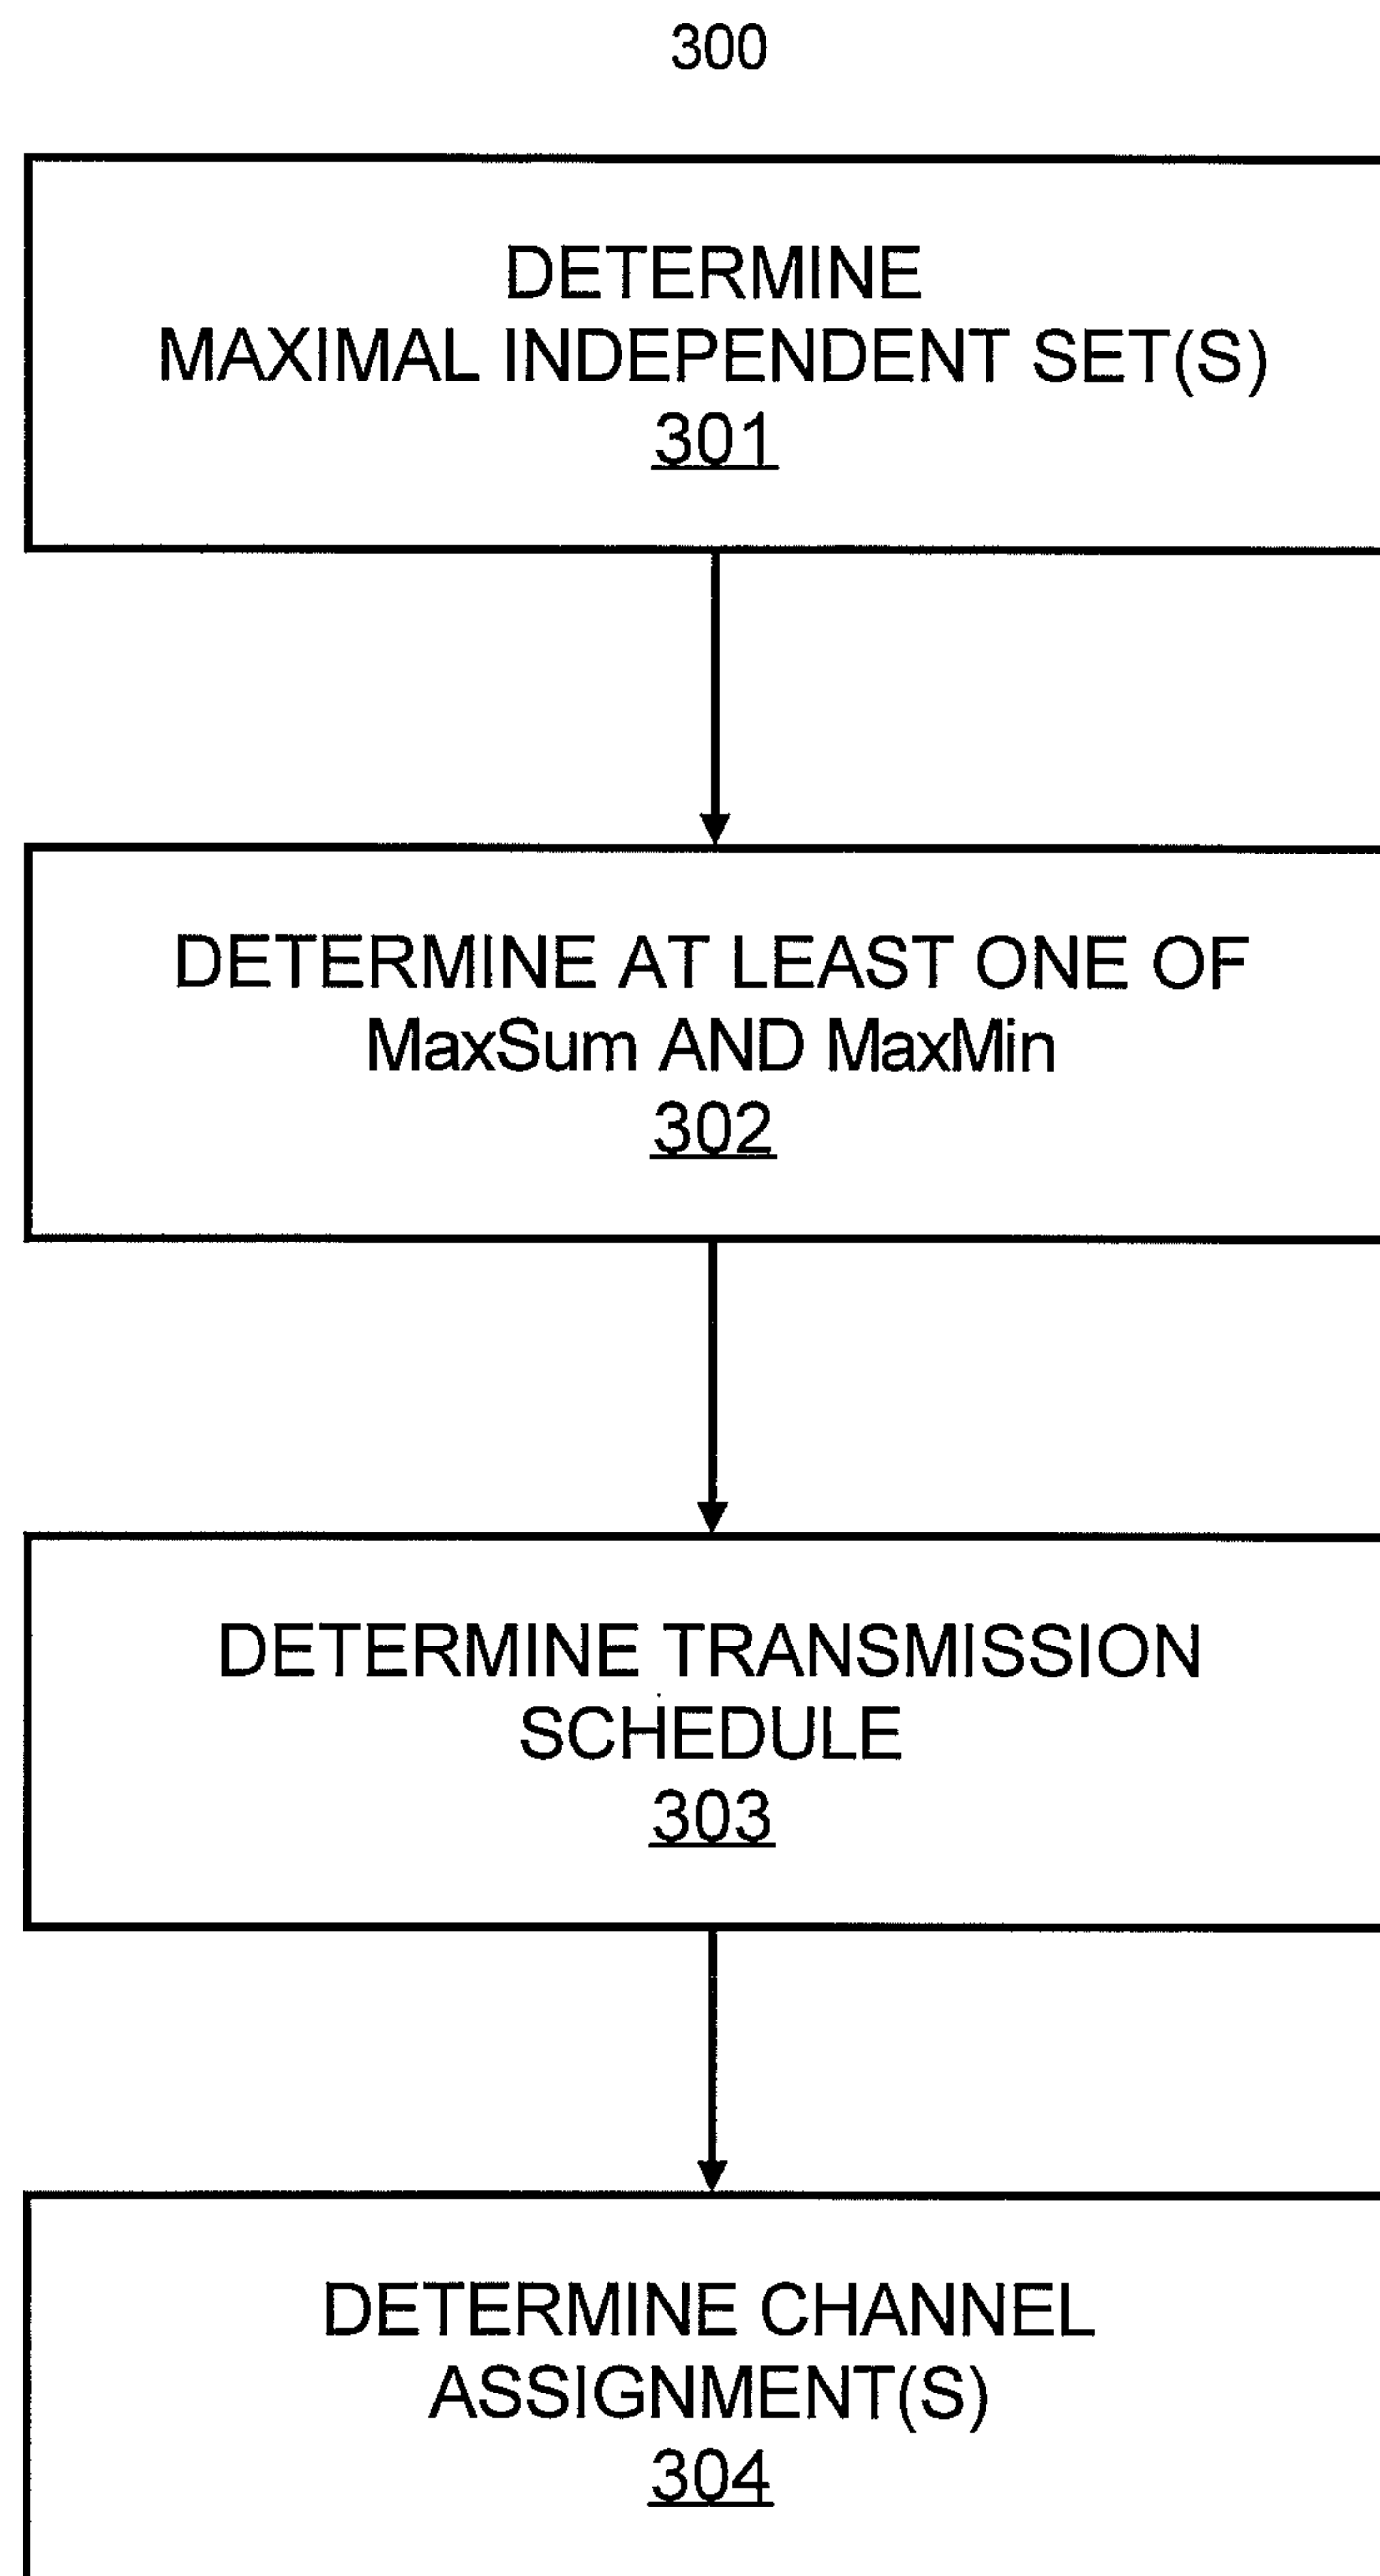 300
DETERMINE
MAXIMAL INDEPENDENT SET(S)
301
DETERMINE AT LEAST ONE OF
MaxSum AND MaxMin
302
DETERMINE TRANSMISSION
SCHEDULE
303
DETERMINE CHANNEL
ASSIGNMENT(S)
304